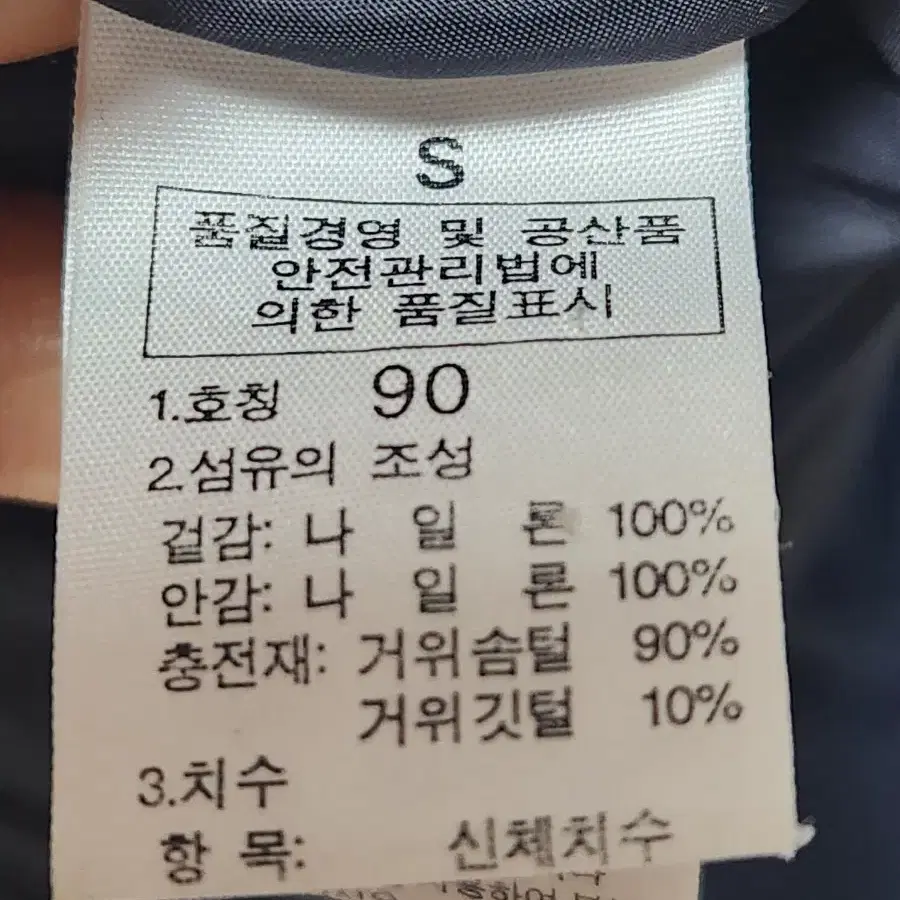 S
품질경영 및 공산품
안전관리법에
의한 품질표시
1.호칭 90
2.섬유의 조성
겉감: 나 일 론 100%
안감: 나 일 론 100%
충전재: 거위솜털 90%
거위깃털 10%
3.치수
항 목: 신체치수